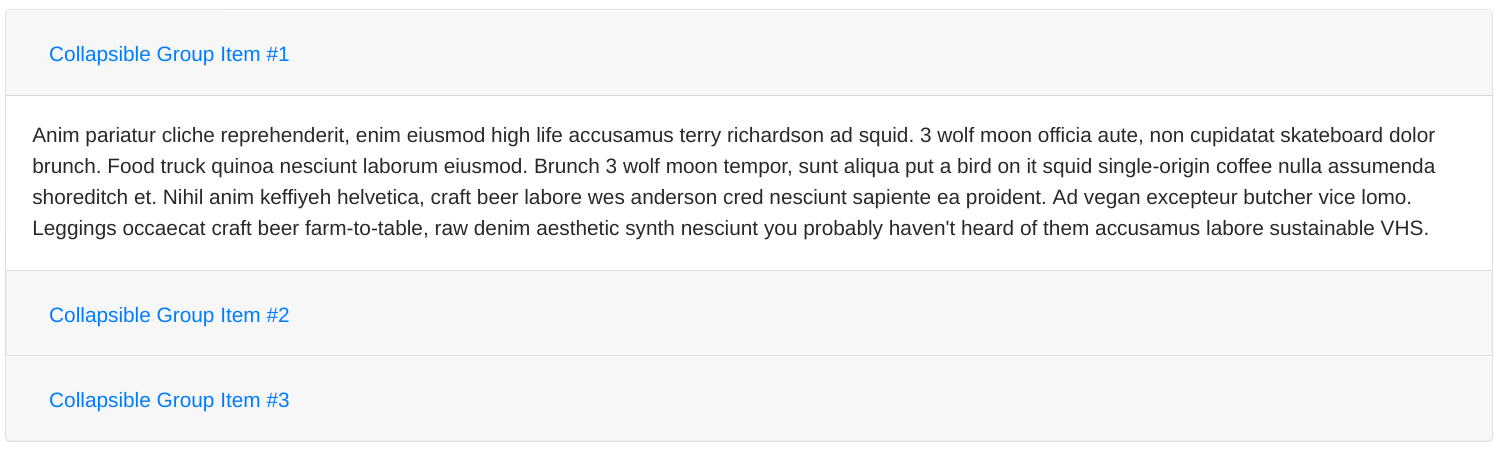 Collapsible Group Item #1
Anim pariatur cliche reprehenderit, enim eiusmod high life accusamus terry richardson ad squid. 3 wolf moon officia aute, non cupidatat skateboard dolor
brunch. Food truck quinoa nesciunt laborum eiusmod. Brunch 3 wolf moon tempor, sunt aliqua put a bird on it squid single-origin coffee nulla assumenda
shoreditch et. Nihil anim keffiyeh helvetica, craft beer labore wes anderson cred nesciunt sapiente ea proident. Ad vegan excepteur butcher vice lomo.
Leggings occaecat craft beer farm-to-table, raw denim aesthetic synth nesciunt you probably haven't heard of them accusamus labore sustainable VHS.
Collapsible Group Item #2
Collapsible Group Item #3